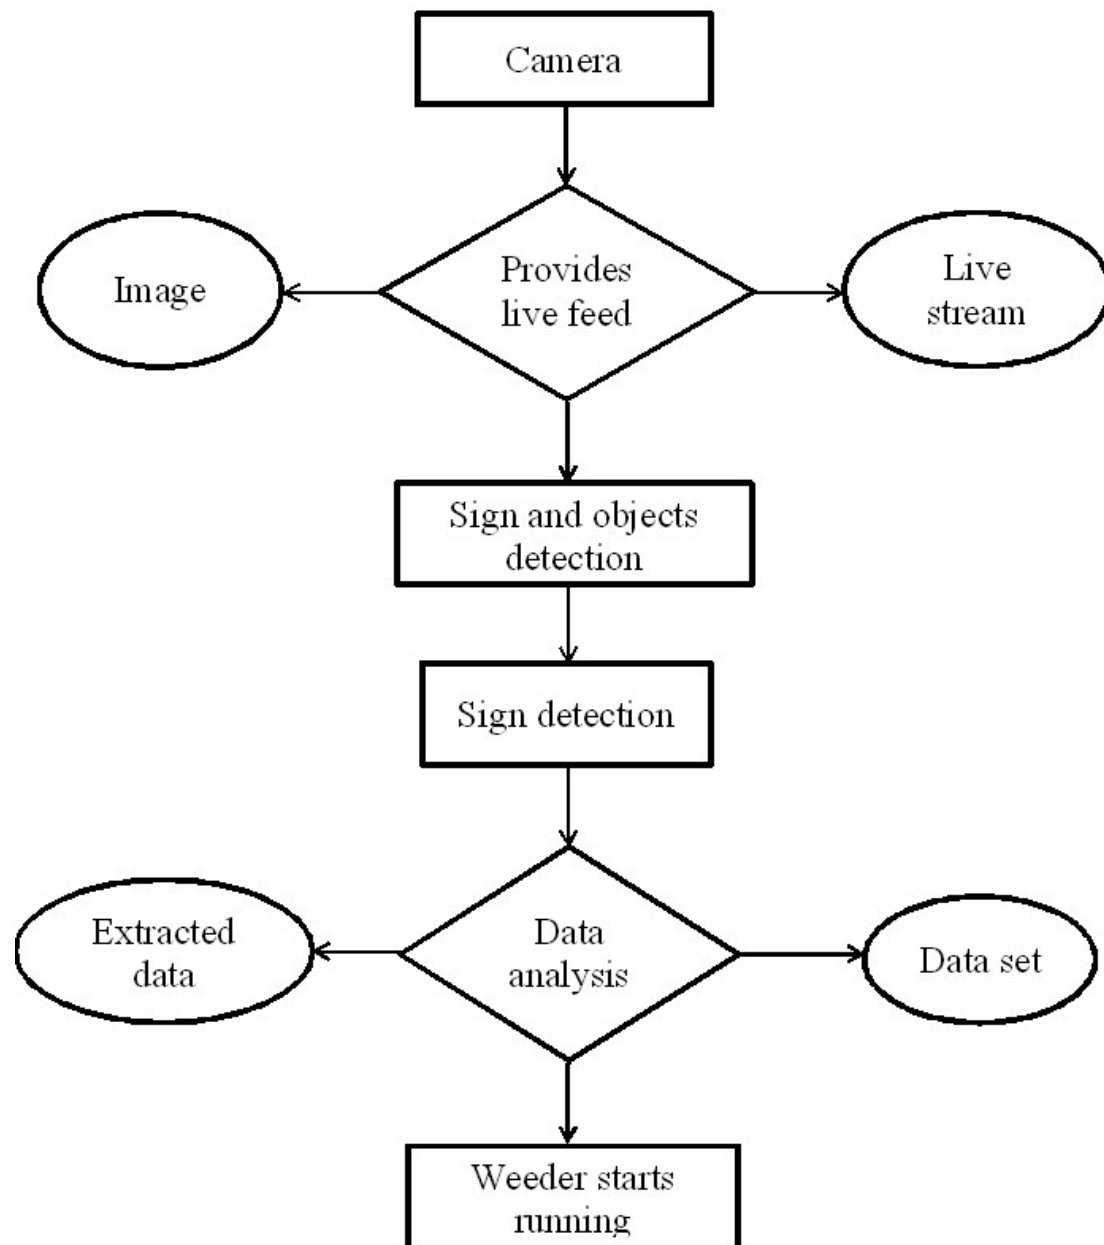 Camera
Image
Provides
live feed
Live
stream
Sign and objects
detection
Sign detection
Extracted
data
Data
analysis
Data set
Weeder starts
running